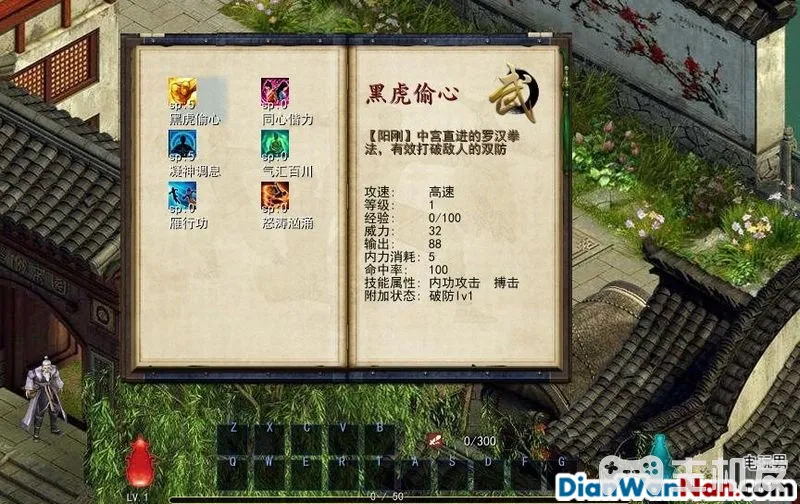 sp:5
黑虎偷心
sp:0
同心偕力
sp:5
凝神调息
sp:0
气汇百川
sp:0
雁行功
sp:0
怒涛汹涌
黑虎偷心
武
【阳刚】中宫直进的罗汉拳
法,有效打破敌人的双防
攻速: 高速
等级: 1
经验: 0/100
威力: 32
输出: 88
内力消耗: 5
命中率: 100
技能属性: 内功攻击 搏击
附加状态: 破防lv1
Z X C V B
Q W E R T A S D F G
0/300
LV.1
0 / 50
电玩男
DianWanNan.com